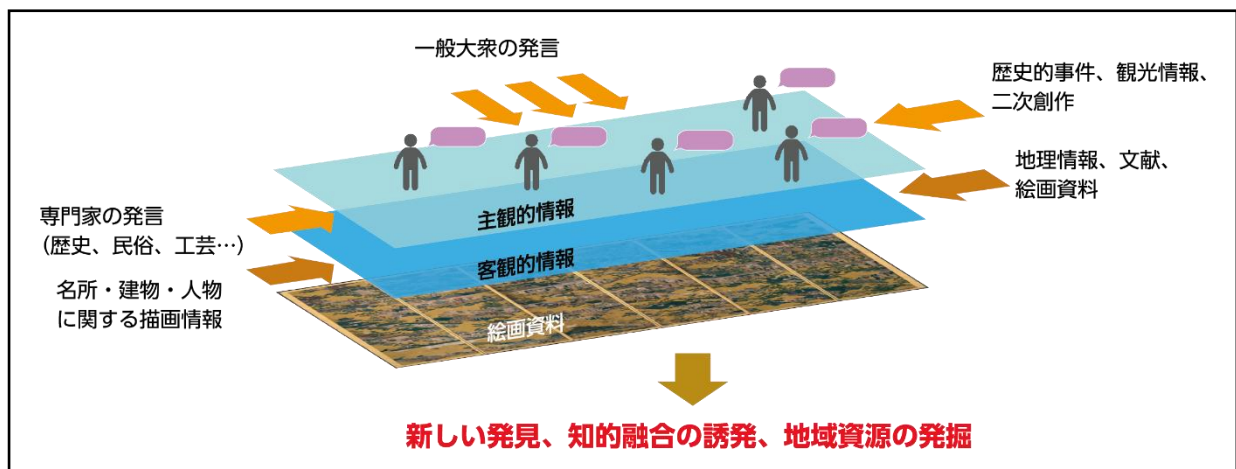 一般大衆の発言
歴史的事件、観光情報、
二次創作
地理情報、文献、
絵画資料
専門家の発言
（歴史、民俗、工芸…）
名所・建物・人物
に関する描画情報
主観的情報
客観的情報
絵画資料
新しい発見、知的融合の誘発、地域資源の発掘